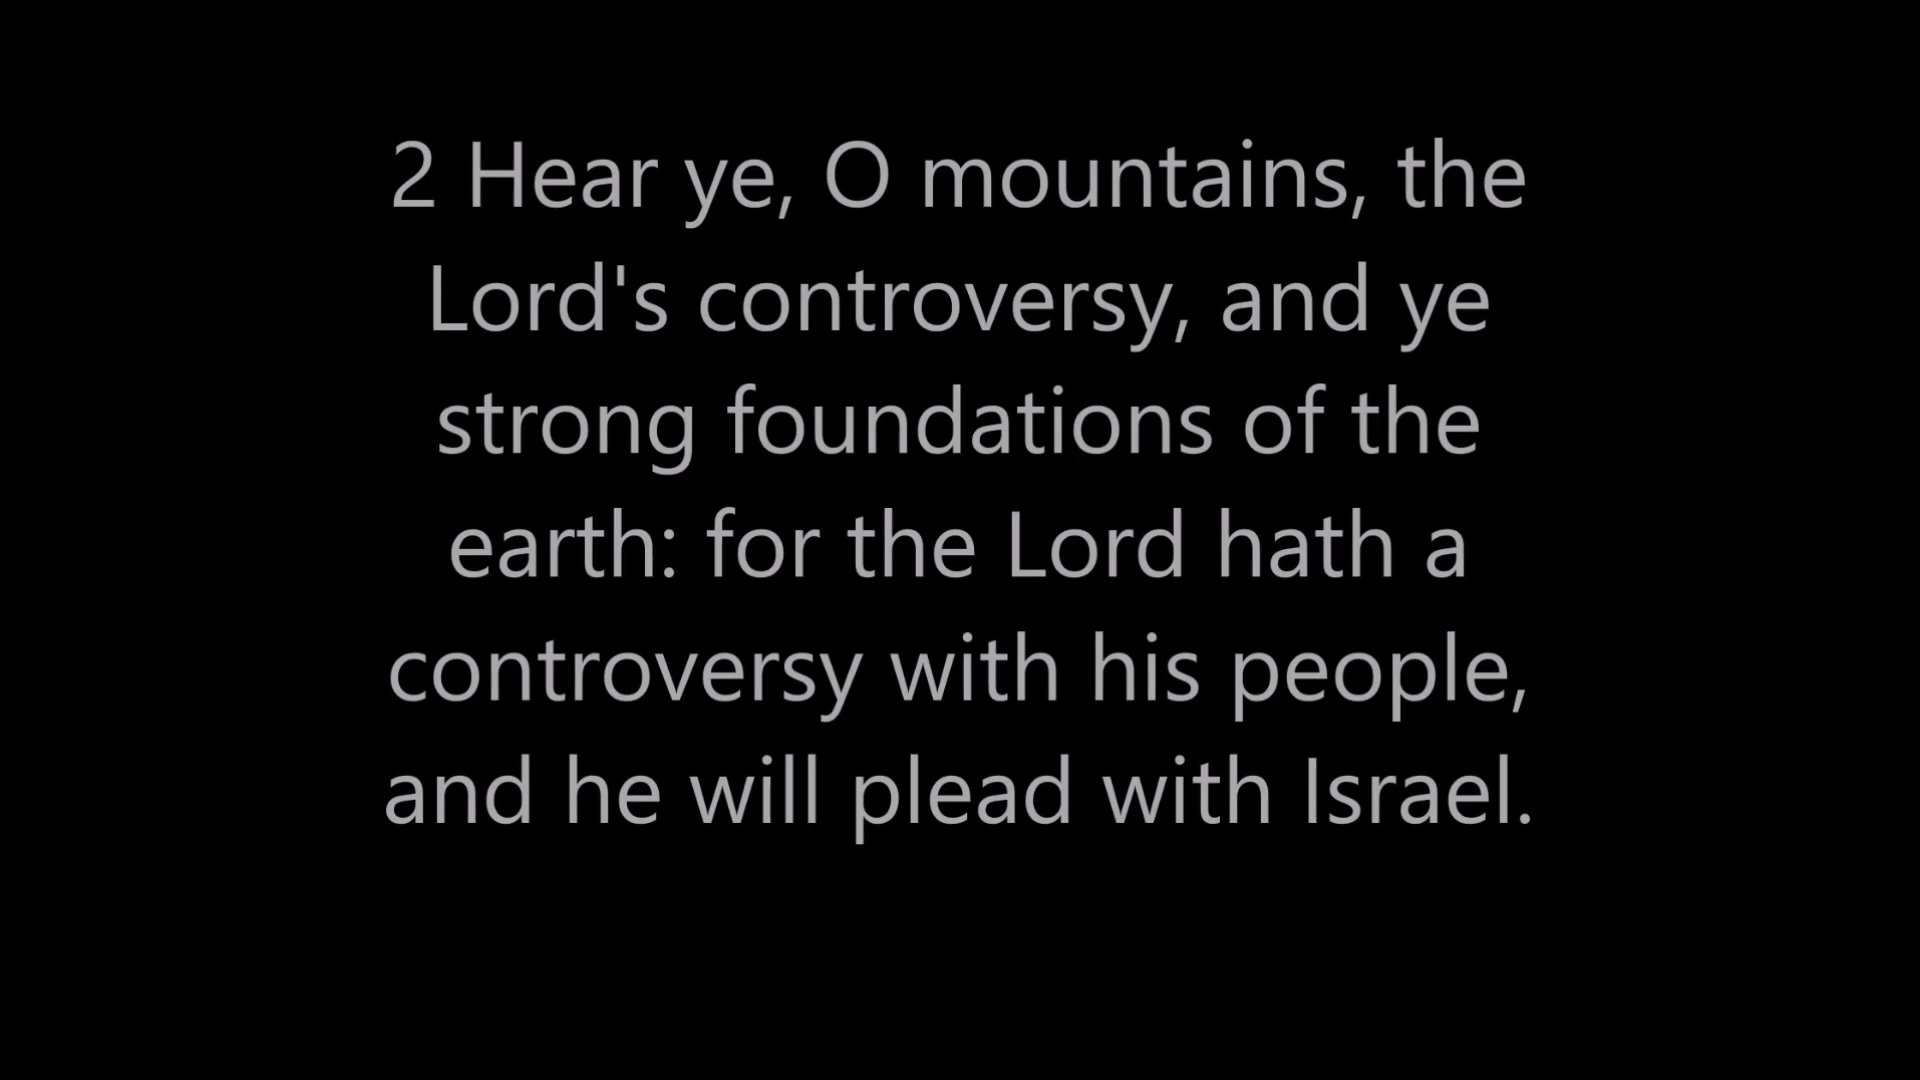 2 Hear ye, O mountains, the
Lord's controversy, and ye
strong foundations of the
earth: for the Lord hath a
controversy with his people,
and he will plead with Israel.